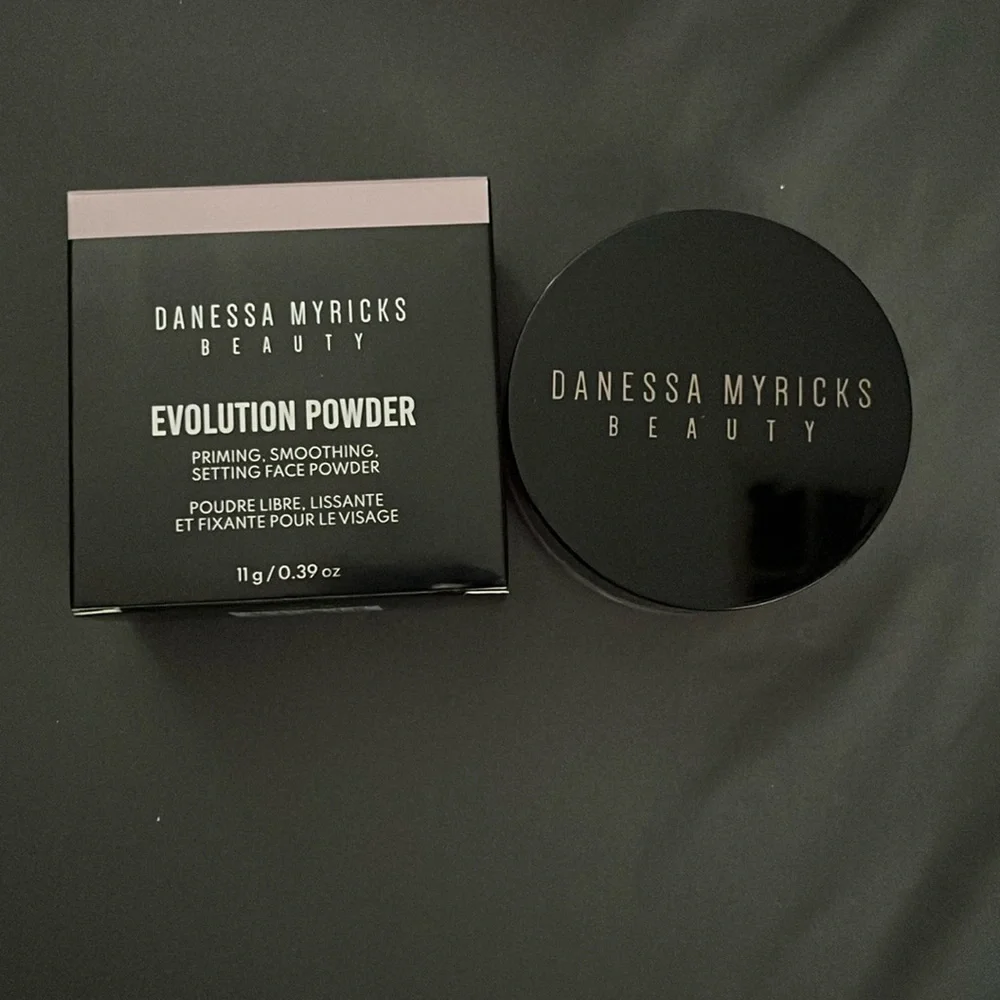 DANESSA MYRICKS
BEAUTY
EVOLUTION POWDER
PRIMING, SMOOTHING,
SETTING FACE POWDER
POUDRE LIBRE, LISSANTE
ET FIXANTE POUR LE VISAGE
11 g / 0.39 oz
DANESSA MYRICKS
BEAUTY